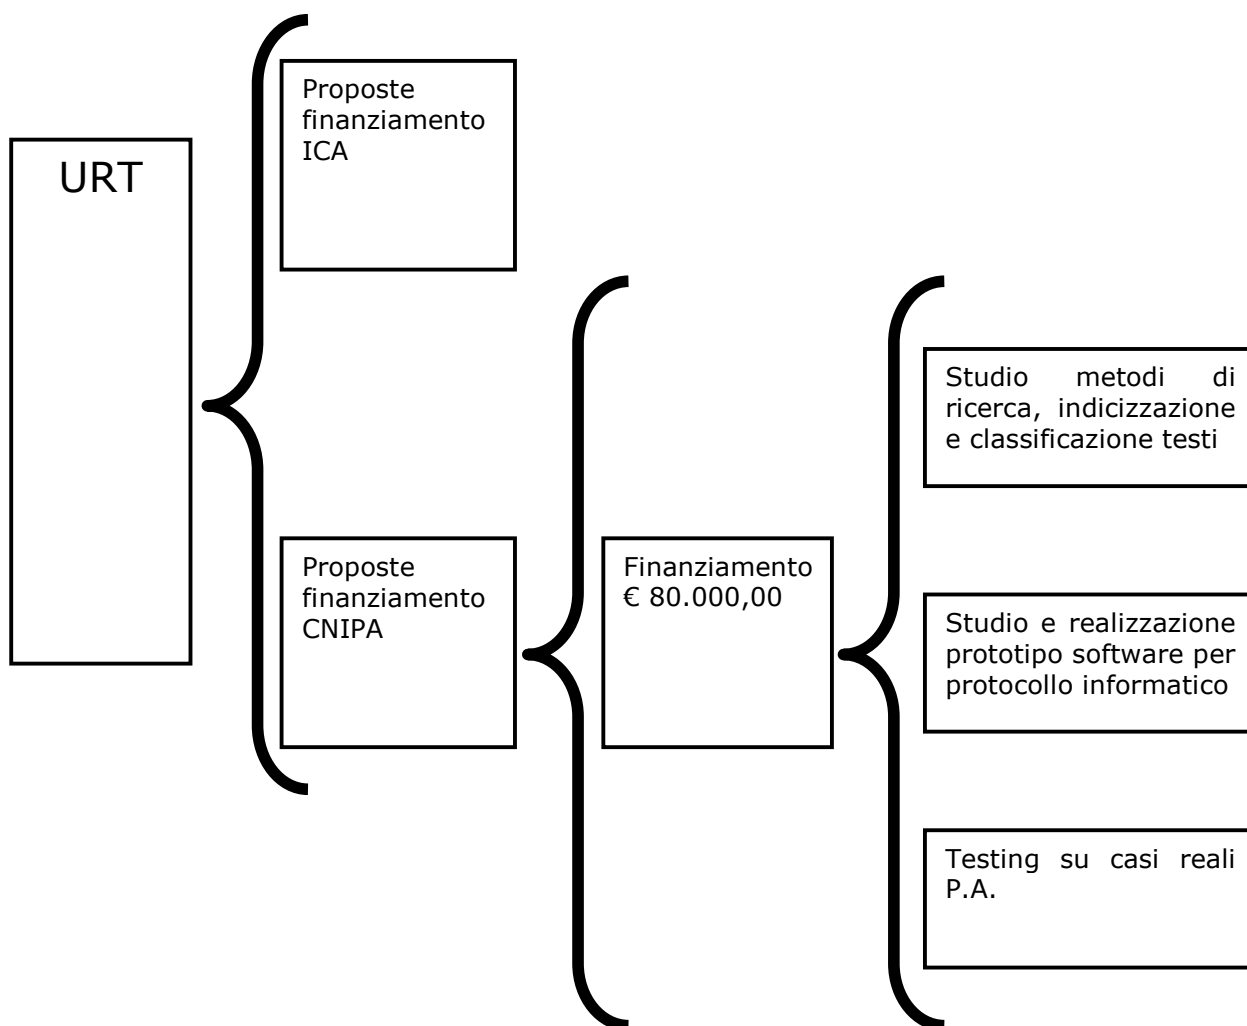 URT
Proposte
finanziamento
ICA
Proposte
finanziamento
CNIPA
Finanziamento
€ 80.000,00
Studio metodi di
ricerca, indicizzazione
e classificazione testi
Studio e realizzazione
prototipo software per
protocollo informatico
Testing su casi reali
P.A.